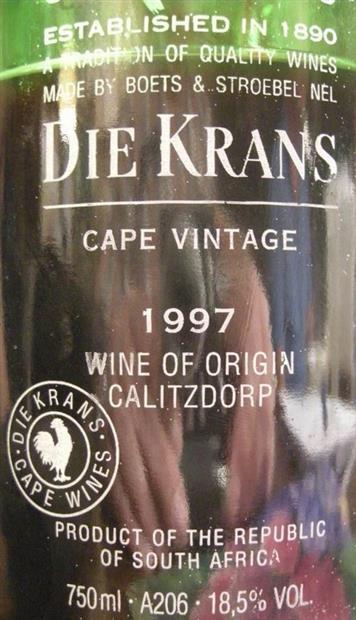 ESTABLISHED IN 1890
A TRADITION OF QUALITY WINES
MADE BY BOETS & STROEBEL NEL
DIE KRANS
CAPE VINTAGE
1997
WINE OF ORIGIN
CALITZDORP
· DIE KRANS ·
CAPE WINES
PRODUCT OF THE REPUBLIC
OF SOUTH AFRICA
750ml · A206 · 18,5% VOL.